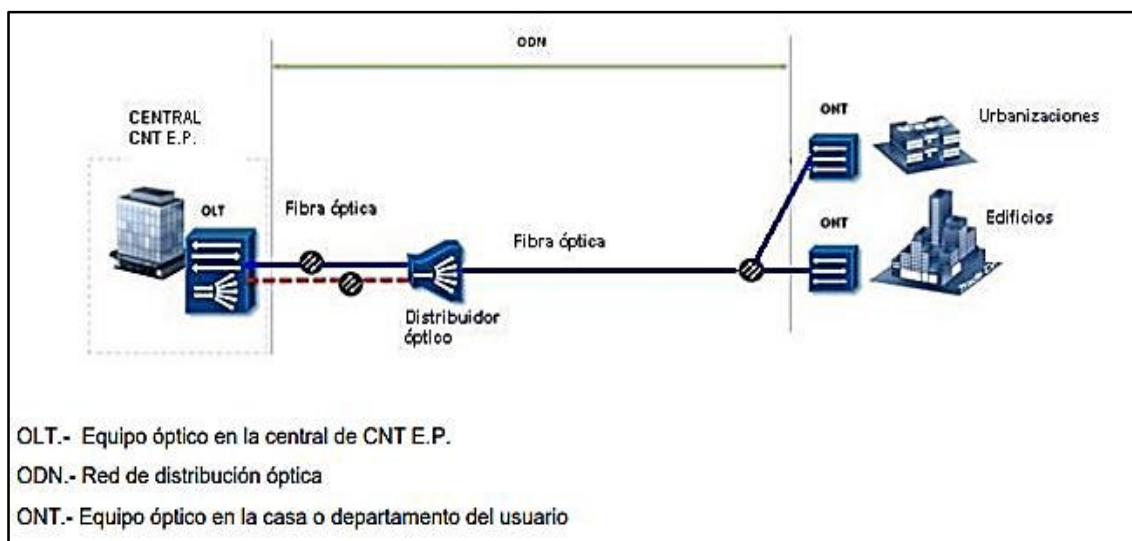 ODN
CENTRAL
CNT E.P.
OLT
Fibra óptica
Fibra óptica
Distribuidor
óptico
ONT
Urbanizaciones
ONT
Edificios
OLT.- Equipo óptico en la central de CNT E.P.
ODN.- Red de distribución óptica
ONT.- Equipo óptico en la casa o departamento del usuario